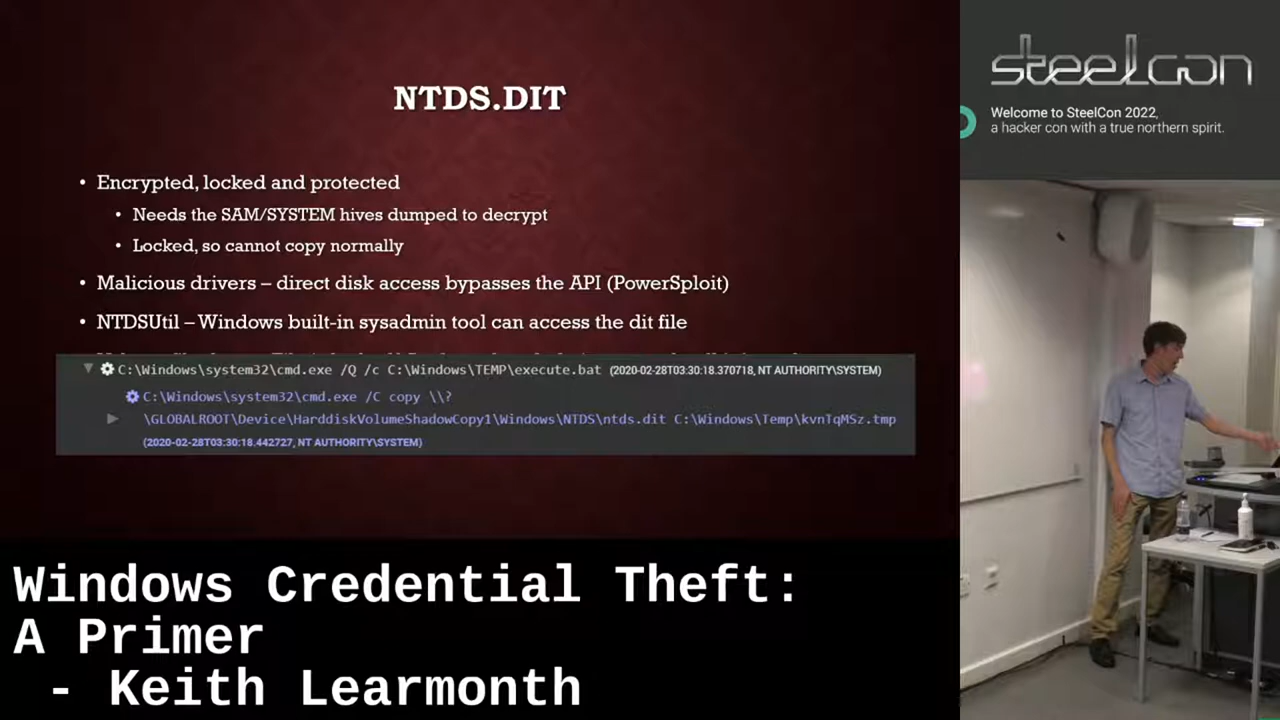 NTDS.DIT
• Encrypted, locked and protected
• Needs the SAM/SYSTEM hives dumped to decrypt
• Locked, so cannot copy normally
• Malicious drivers – direct disk access bypasses the API (PowerSploit)
• NTDSUtil – Windows built-in sysadmin tool can access the dit file
C:\Windows\system32\cmd.exe /Q /c C:\Windows\TEMP\execute.bat (2020-02-28T03:30:18.370718, NT AUTHORITY\SYSTEM)
C:\Windows\system32\cmd.exe /C copy \\?
\GLOBALROOT\Device\HarddiskVolumeShadowCopy1\Windows\NTDS\ntds.dit C:\Windows\Temp\kvnTqMSz.tmp
(2020-02-28T03:30:18.442727, NT AUTHORITY\SYSTEM)
Windows Credential Theft:
A Primer
- Keith Learmonth
steelcon
Welcome to SteelCon 2022,
a hacker con with a true northern spirit.